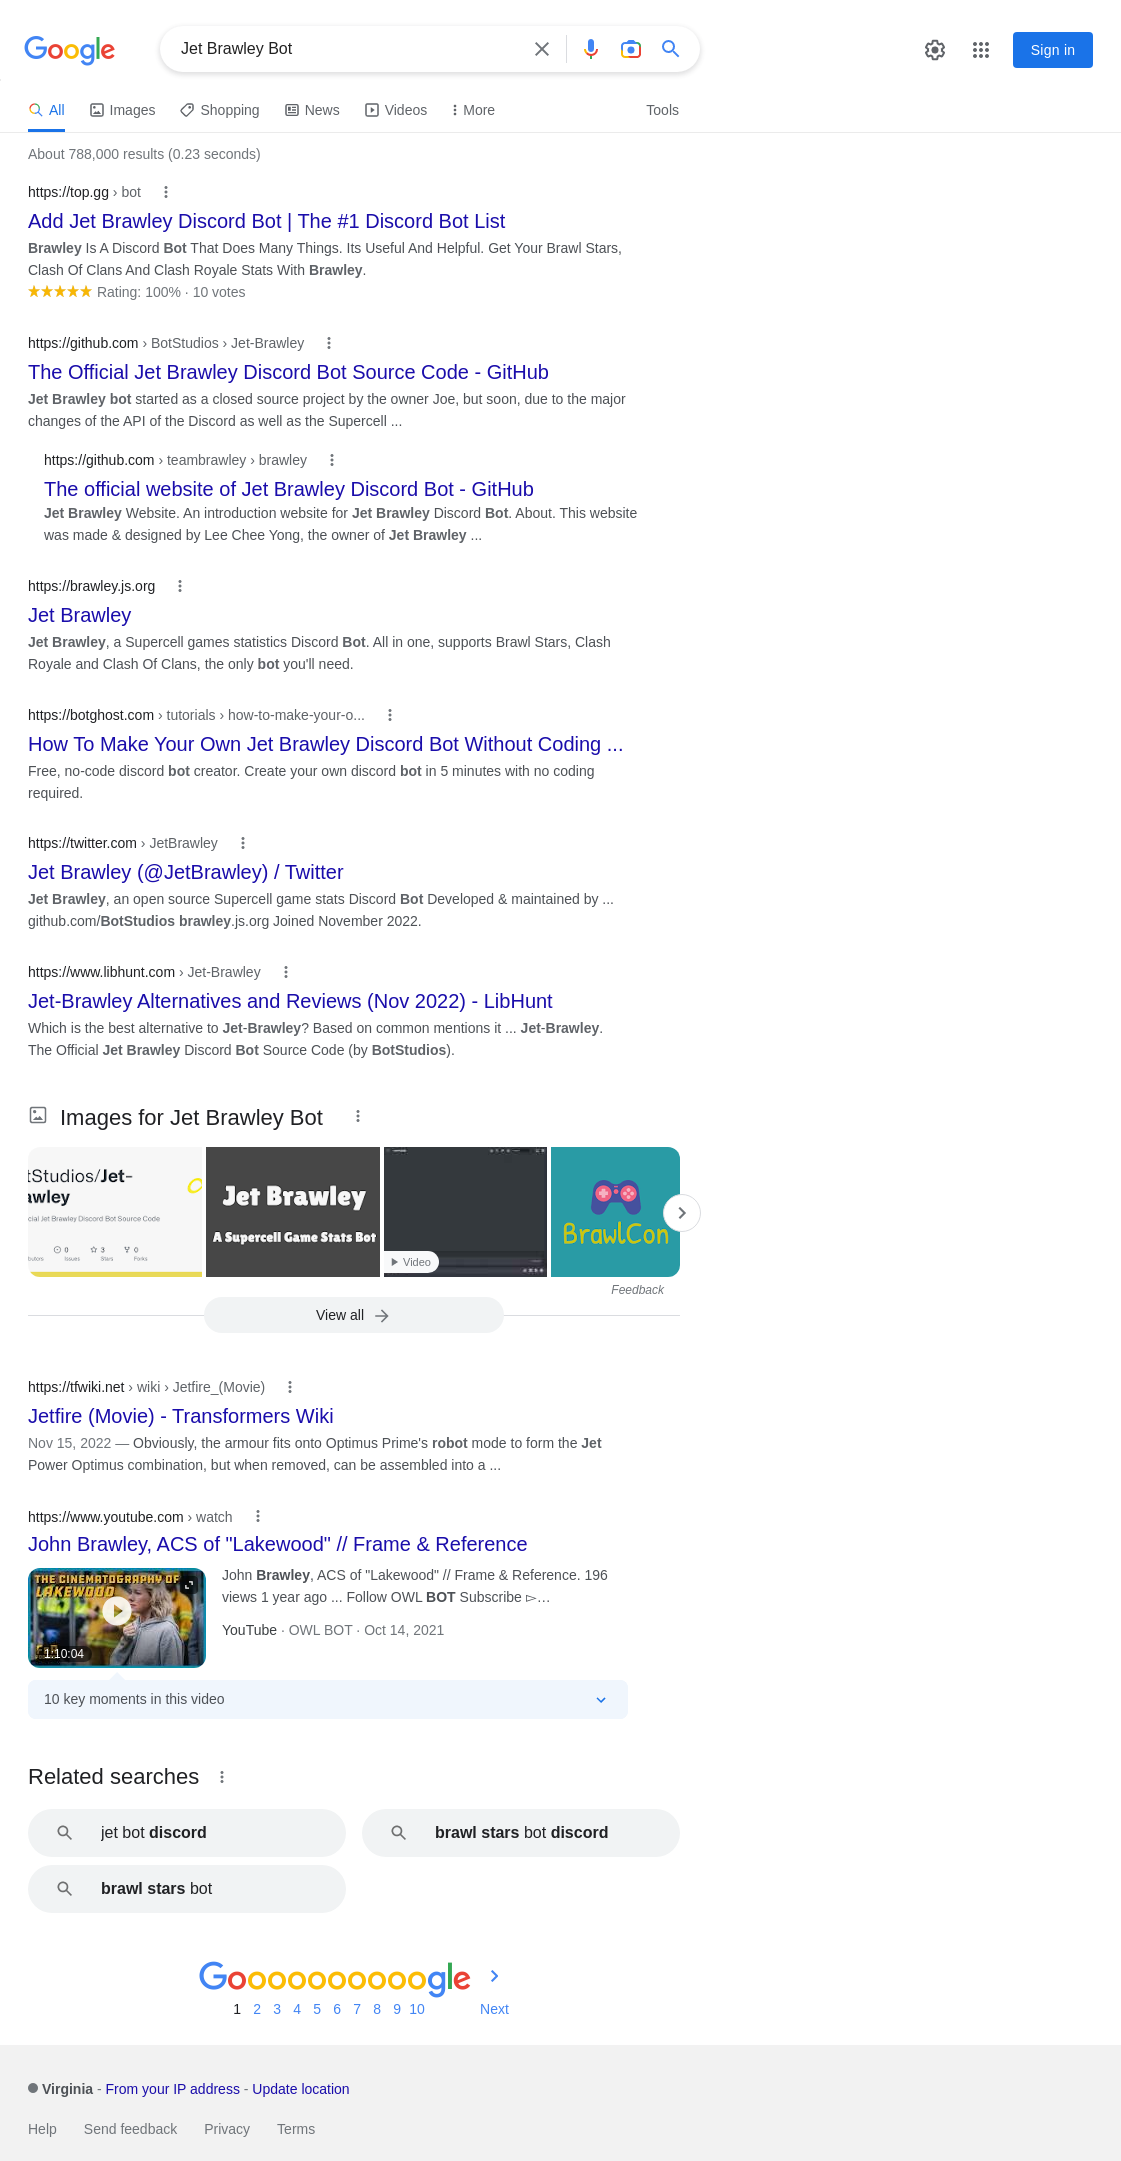 Google
Jet Brawley Bot
Sign in
All Images Shopping News Videos More Tools
About 788,000 results (0.23 seconds)
https://top.gg › bot
Add Jet Brawley Discord Bot | The #1 Discord Bot List
Brawley Is A Discord Bot That Does Many Things. Its Useful And Helpful. Get Your Brawl Stars,
Clash Of Clans And Clash Royale Stats With Brawley.
Rating: 100% · 10 votes
https://github.com › BotStudios › Jet-Brawley
The Official Jet Brawley Discord Bot Source Code - GitHub
Jet Brawley bot started as a closed source project by the owner Joe, but soon, due to the major
changes of the API of the Discord as well as the Supercell ...
https://github.com › teambrawley › brawley
The official website of Jet Brawley Discord Bot - GitHub
Jet Brawley Website. An introduction website for Jet Brawley Discord Bot. About. This website
was made & designed by Lee Chee Yong, the owner of Jet Brawley ...
https://brawley.js.org
Jet Brawley
Jet Brawley, a Supercell games statistics Discord Bot. All in one, supports Brawl Stars, Clash
Royale and Clash Of Clans, the only bot you'll need.
https://botghost.com › tutorials › how-to-make-your-o...
How To Make Your Own Jet Brawley Discord Bot Without Coding ...
Free, no-code discord bot creator. Create your own discord bot in 5 minutes with no coding
required.
https://twitter.com › JetBrawley
Jet Brawley (@JetBrawley) / Twitter
Jet Brawley, an open source Supercell game stats Discord Bot Developed & maintained by ...
github.com/BotStudios brawley.js.org Joined November 2022.
https://www.libhunt.com › Jet-Brawley
Jet-Brawley Alternatives and Reviews (Nov 2022) - LibHunt
Which is the best alternative to Jet-Brawley? Based on common mentions it ... Jet-Brawley.
The Official Jet Brawley Discord Bot Source Code (by BotStudios).
Images for Jet Brawley Bot
tStudios/Jet-
awley
cial Jet Brawley Discord Bot Source Code
0 3 0
butors Issues Stars Forks
Jet Brawley
A Supercell Game Stats Bot
Video
BrawlCon
Feedback
View all
https://tfwiki.net › wiki › Jetfire_(Movie)
Jetfire (Movie) - Transformers Wiki
Nov 15, 2022 — Obviously, the armour fits onto Optimus Prime's robot mode to form the Jet
Power Optimus combination, but when removed, can be assembled into a ...
https://www.youtube.com › watch
John Brawley, ACS of "Lakewood" // Frame & Reference
THE CINEMATOGRAPHY OF
LAKEWOOD
1:10:04
John Brawley, ACS of "Lakewood" // Frame & Reference. 196
views 1 year ago ... Follow OWL BOT Subscribe ▻…
YouTube · OWL BOT · Oct 14, 2021
10 key moments in this video
Related searches
jet bot discord
brawl stars bot discord
brawl stars bot
Goooooooooogle
1 2 3 4 5 6 7 8 9 10 Next
Virginia - From your IP address - Update location
Help Send feedback Privacy Terms